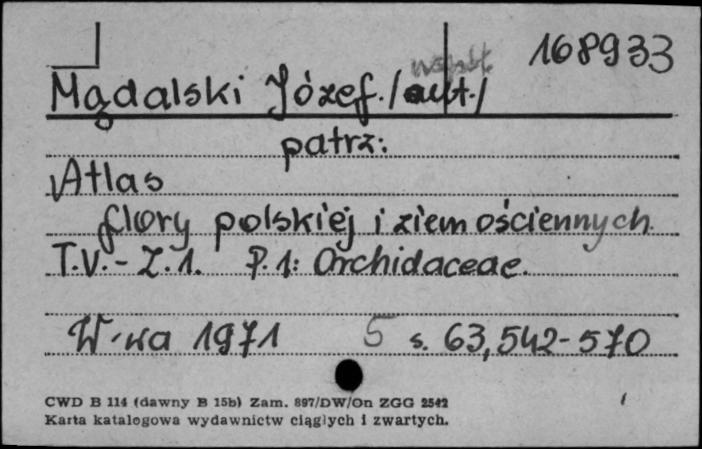 168933
Mądalski Józef. /aut./
patrz:
Atlas
flory polskiej i ziem ościennych.
T.V. - Z.1. P.1: Orchidaceae.
W-wa 1971 5 s. 63,542-570
CWD B 114 (dawny B 15b) Zam. 897/DW/On ZGG 2542
Karta katalogowa wydawnictw ciągłych i zwartych.